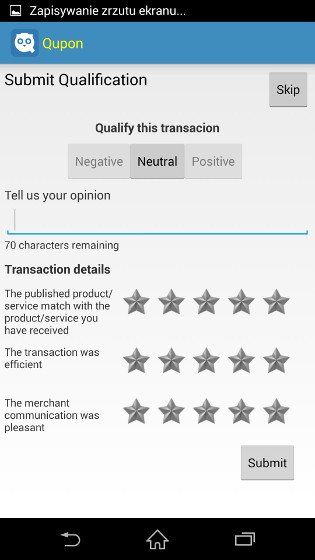 Zapisywanie zrzutu ekranu...
Qupon
Submit Qualification
Skip
Qualify this transacion
Negative Neutral Positive
Tell us your opinion
70 characters remaining
Transaction details
The published product/
service match with the
product/service you
have received
The transaction was
efficient
The merchant
communication was
pleasant
Submit